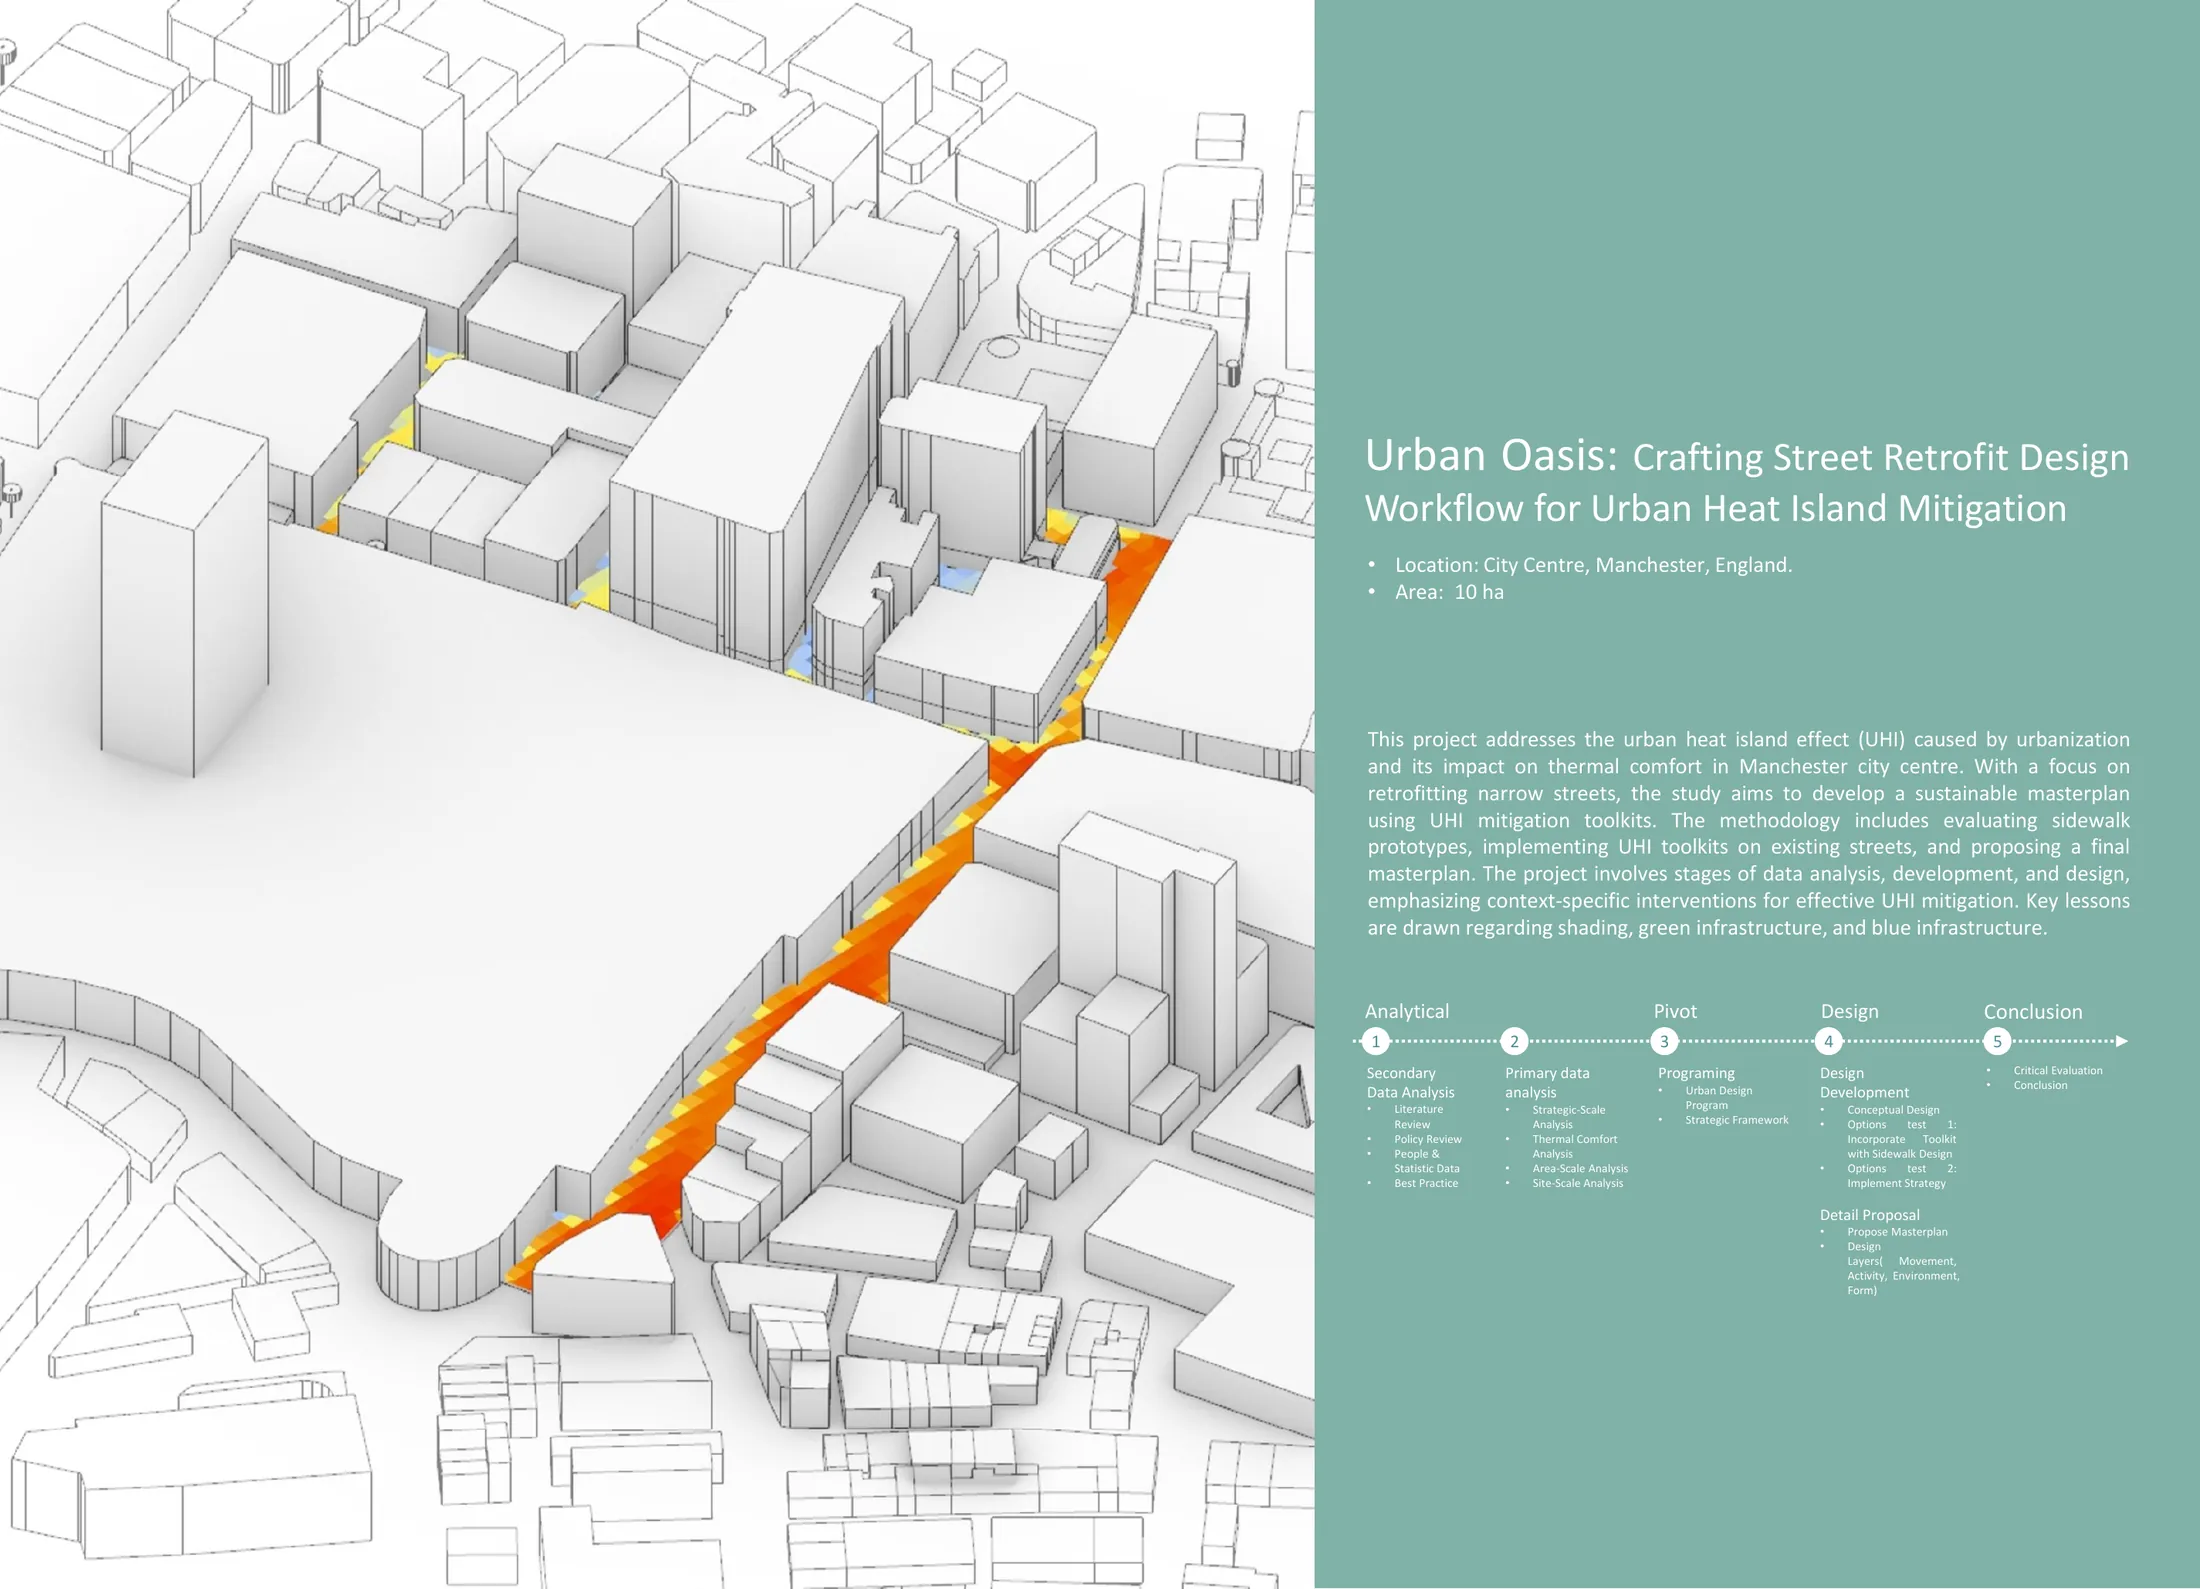 Urban Oasis: Crafting Street Retrofit Design
Workflow for Urban Heat Island Mitigation
• Location: City Centre, Manchester, England.
• Area: 10 ha
This project addresses the urban heat island effect (UHI) caused by urbanization
and its impact on thermal comfort in Manchester city centre. With a focus on
retrofitting narrow streets, the study aims to develop a sustainable masterplan
using UHI mitigation toolkits. The methodology includes evaluating sidewalk
prototypes, implementing UHI toolkits on existing streets, and proposing a final
masterplan. The project involves stages of data analysis, development, and design,
emphasizing context-specific interventions for effective UHI mitigation. Key lessons
are drawn regarding shading, green infrastructure, and blue infrastructure.
Analytical
1
Secondary
Data Analysis
• Literature
Review
• Policy Review
• People &
Statistic Data
• Best Practice
2
Primary data
analysis
• Strategic-Scale
Analysis
• Thermal Comfort
Analysis
• Area-Scale Analysis
• Site-Scale Analysis
Pivot
3
Programing
• Urban Design
Program
• Strategic Framework
Design
4
Design
Development
• Conceptual Design
• Options test 1:
Incorporate Toolkit
with Sidewalk Design
• Options test 2:
Implement Strategy
Detail Proposal
• Propose Masterplan
• Design
Layers( Movement,
Activity, Environment,
Form)
Conclusion
5
• Critical Evaluation
• Conclusion